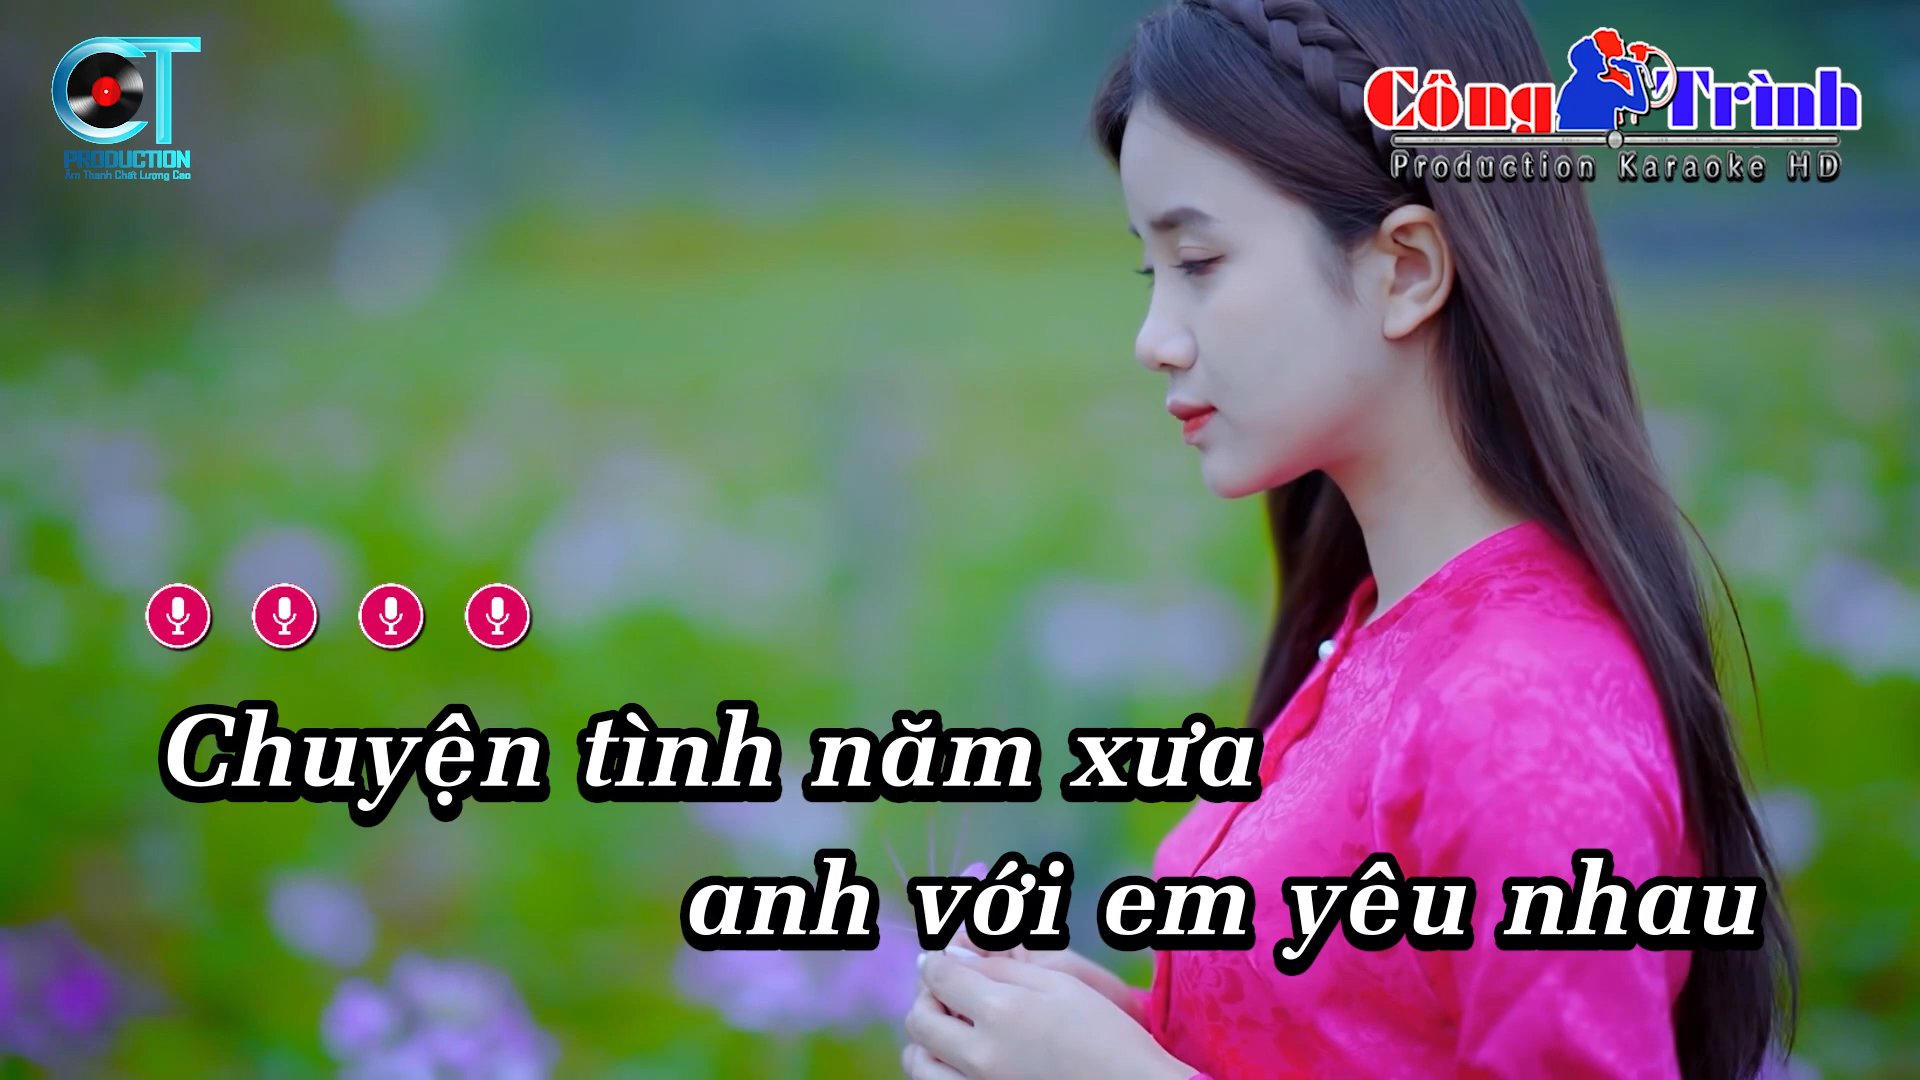 CT
PRODUCTION
Âm Thanh Chất Lượng Cao
Công Trình
Production Karaoke HD
Chuyện tình năm xưa
anh với em yêu nhau